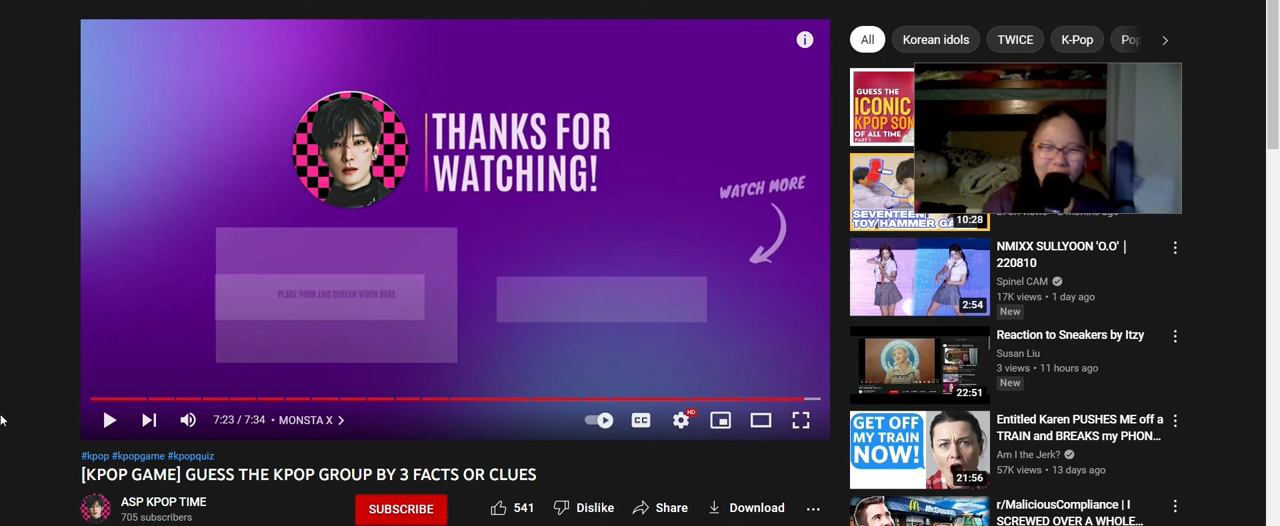 All
Korean idols
TWICE
K-Pop
Pop
THANKS FOR
WATCHING!
WATCH MORE
PLACE YOUR END SCREEN VIDEO HERE
7:23 / 7:34 • MONSTA X
CC
HD
#kpop #kpopgame #kpopquiz
[KPOP GAME] GUESS THE KPOP GROUP BY 3 FACTS OR CLUES
ASP KPOP TIME
705 subscribers
SUBSCRIBE
541
Dislike
Share
Download
GUESS THE
ICONIC
KPOP SON
OF ALL TIME
PART 1
SEVENTEEN
TOY HAMMER GA
10:28
2:54
NMIXX SULLYOON 'O.O' |
220810
Spinel CAM
17K views • 1 day ago
New
22:51
Reaction to Sneakers by Itzy
Susan Liu
3 views • 11 hours ago
New
GET OFF
MY TRAIN
NOW!
21:56
Entitled Karen PUSHES ME off a
TRAIN and BREAKS my PHON...
Am I the Jerk?
57K views • 13 days ago
r/MaliciousCompliance | I
SCREWED OVER A WHOLE...